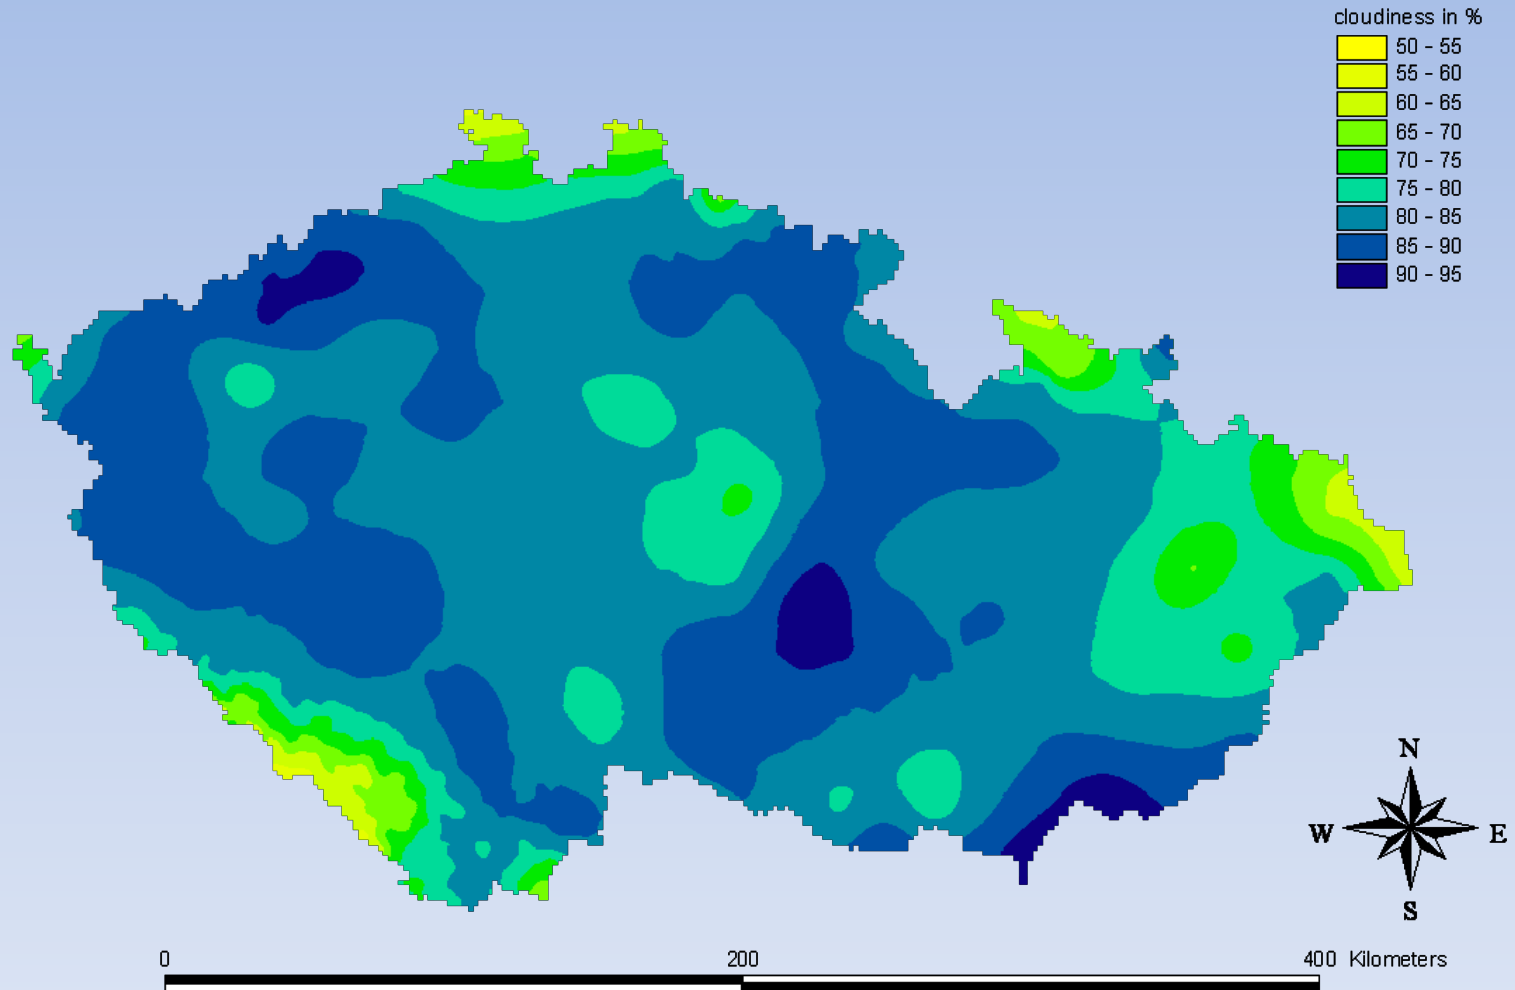 cloudiness in %
50 - 55
55 - 60
60 - 65
65 - 70
70 - 75
75 - 80
80 - 85
85 - 90
90 - 95
N
W E
S
0 200 400 Kilometers